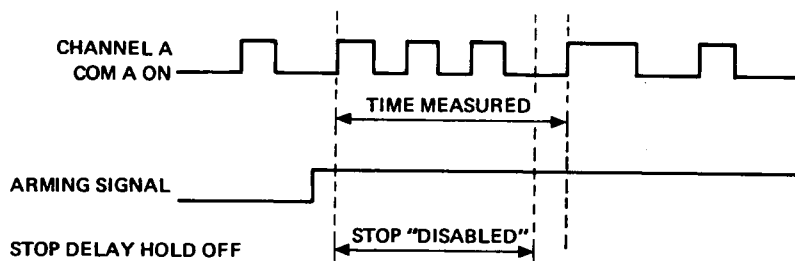 CHANNEL A
COM A ON
TIME MEASURED
ARMING SIGNAL
STOP "DISABLED"
STOP DELAY HOLD OFF